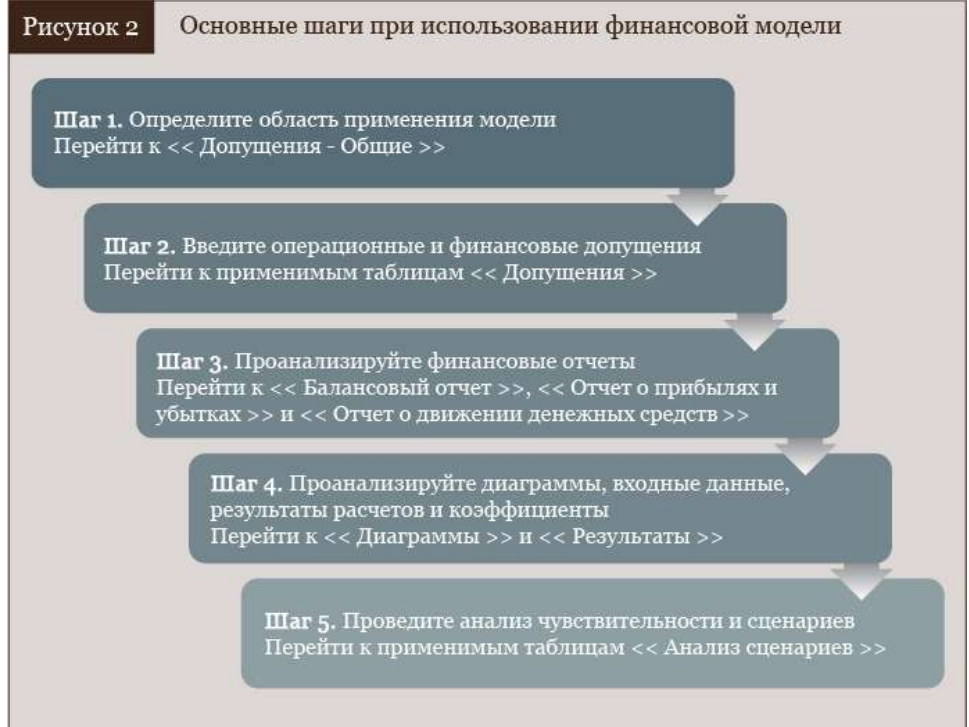 Рисунок 2
Основные шаги при использовании финансовой модели
Шаг 1. Определите область применения модели
Перейти к << Допущения - Общие >>
Шаг 2. Введите операционные и финансовые допущения
Перейти к применимым таблицам << Допущения >>
Шаг 3. Проанализируйте финансовые отчеты
Перейти к << Балансовый отчет >>, << Отчет о прибылях и
убытках >> и << Отчет о движении денежных средств >>
Шаг 4. Проанализируйте диаграммы, входные данные,
результаты расчетов и коэффициенты
Перейти к << Диаграммы >> и << Результаты >>
Шаг 5. Проведите анализ чувствительности и сценариев
Перейти к применимым таблицам << Анализ сценариев >>